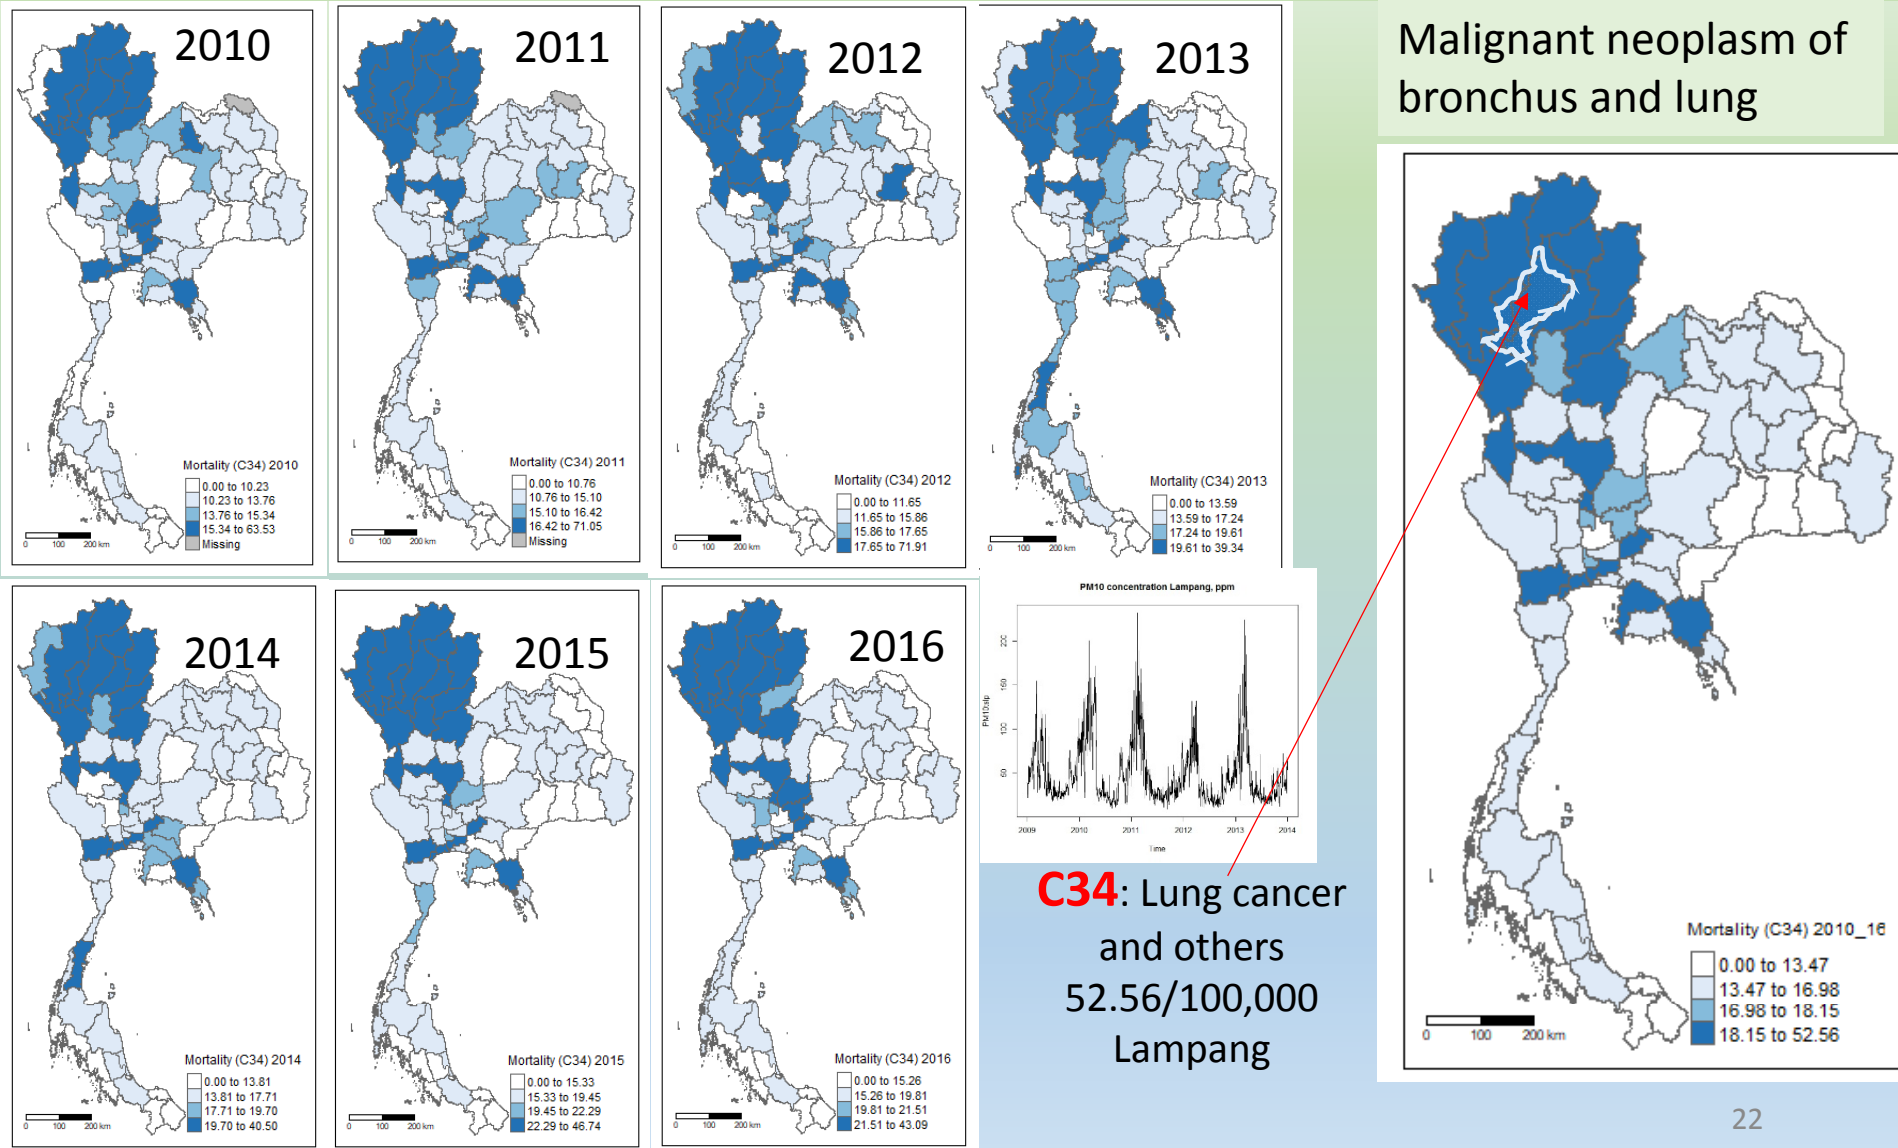 2010
Mortality (C34) 2010
0.00 to 10.23
10.23 to 13.76
13.76 to 15.34
15.34 to 63.53
Missing
0 100 200 km
2011
Mortality (C34) 2011
0.00 to 10.76
10.76 to 15.10
15.10 to 16.42
16.42 to 71.05
Missing
0 100 200 km
2012
Mortality (C34) 2012
0.00 to 11.65
11.65 to 15.86
15.86 to 17.65
17.65 to 71.91
0 100 200 km
2013
Mortality (C34) 2013
0.00 to 13.59
13.59 to 17.24
17.24 to 19.61
19.61 to 39.34
0 100 200 km
Malignant neoplasm of
bronchus and lung
2014
Mortality (C34) 2014
0.00 to 13.81
13.81 to 17.71
17.71 to 19.70
19.70 to 40.50
0 100 200 km
2015
Mortality (C34) 2015
0.00 to 15.33
15.33 to 19.45
19.45 to 22.29
22.29 to 46.74
0 100 200 km
2016
Mortality (C34) 2016
0.00 to 15.26
15.26 to 19.81
19.81 to 21.51
21.51 to 43.09
0 100 200 km
PM10 concentration Lampang, ppm
200
150
100
50
2009 2010 2011 2012 2013 2014
Time
C34: Lung cancer
and others
52.56/100,000
Lampang
Mortality (C34) 2010_16
0.00 to 13.47
13.47 to 16.98
16.98 to 18.15
18.15 to 52.56
0 100 200 km
22